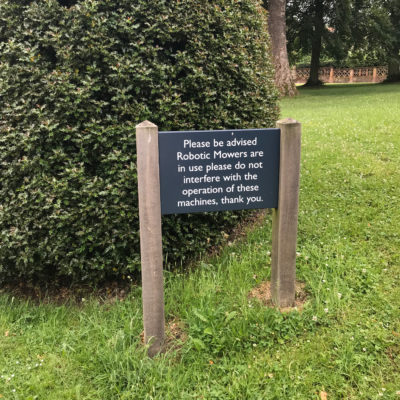 Please be advised
Robotic Mowers are
in use please do not
interfere with the
operation of these
machines, thank you.